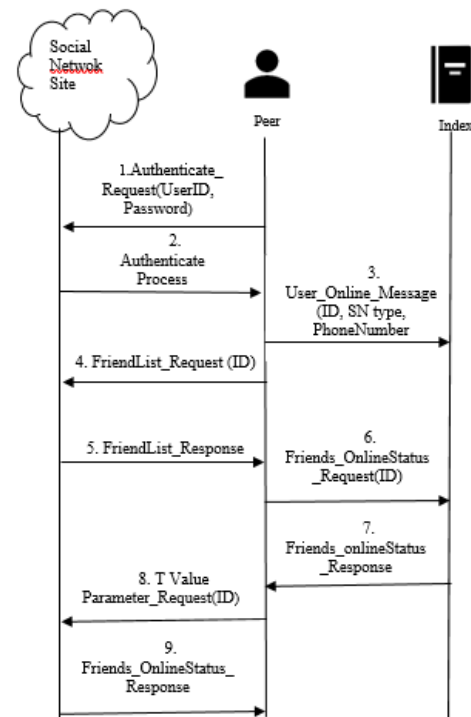 Social
Netwok
Site
Peer
Index
1.Authenticate_
Request(UserID,
Password)
2.
Authenticate
Process
3.
User_Online_Message
(ID, SN type,
PhoneNumber
4. FriendList_Request (ID)
5. FriendList_Response
6.
Friends_OnlineStatus
_Request(ID)
7.
Friends_onlineStatus
_Response
8. T Value
Parameter_Request(ID)
9.
Friends_OnlineStatus_
Response